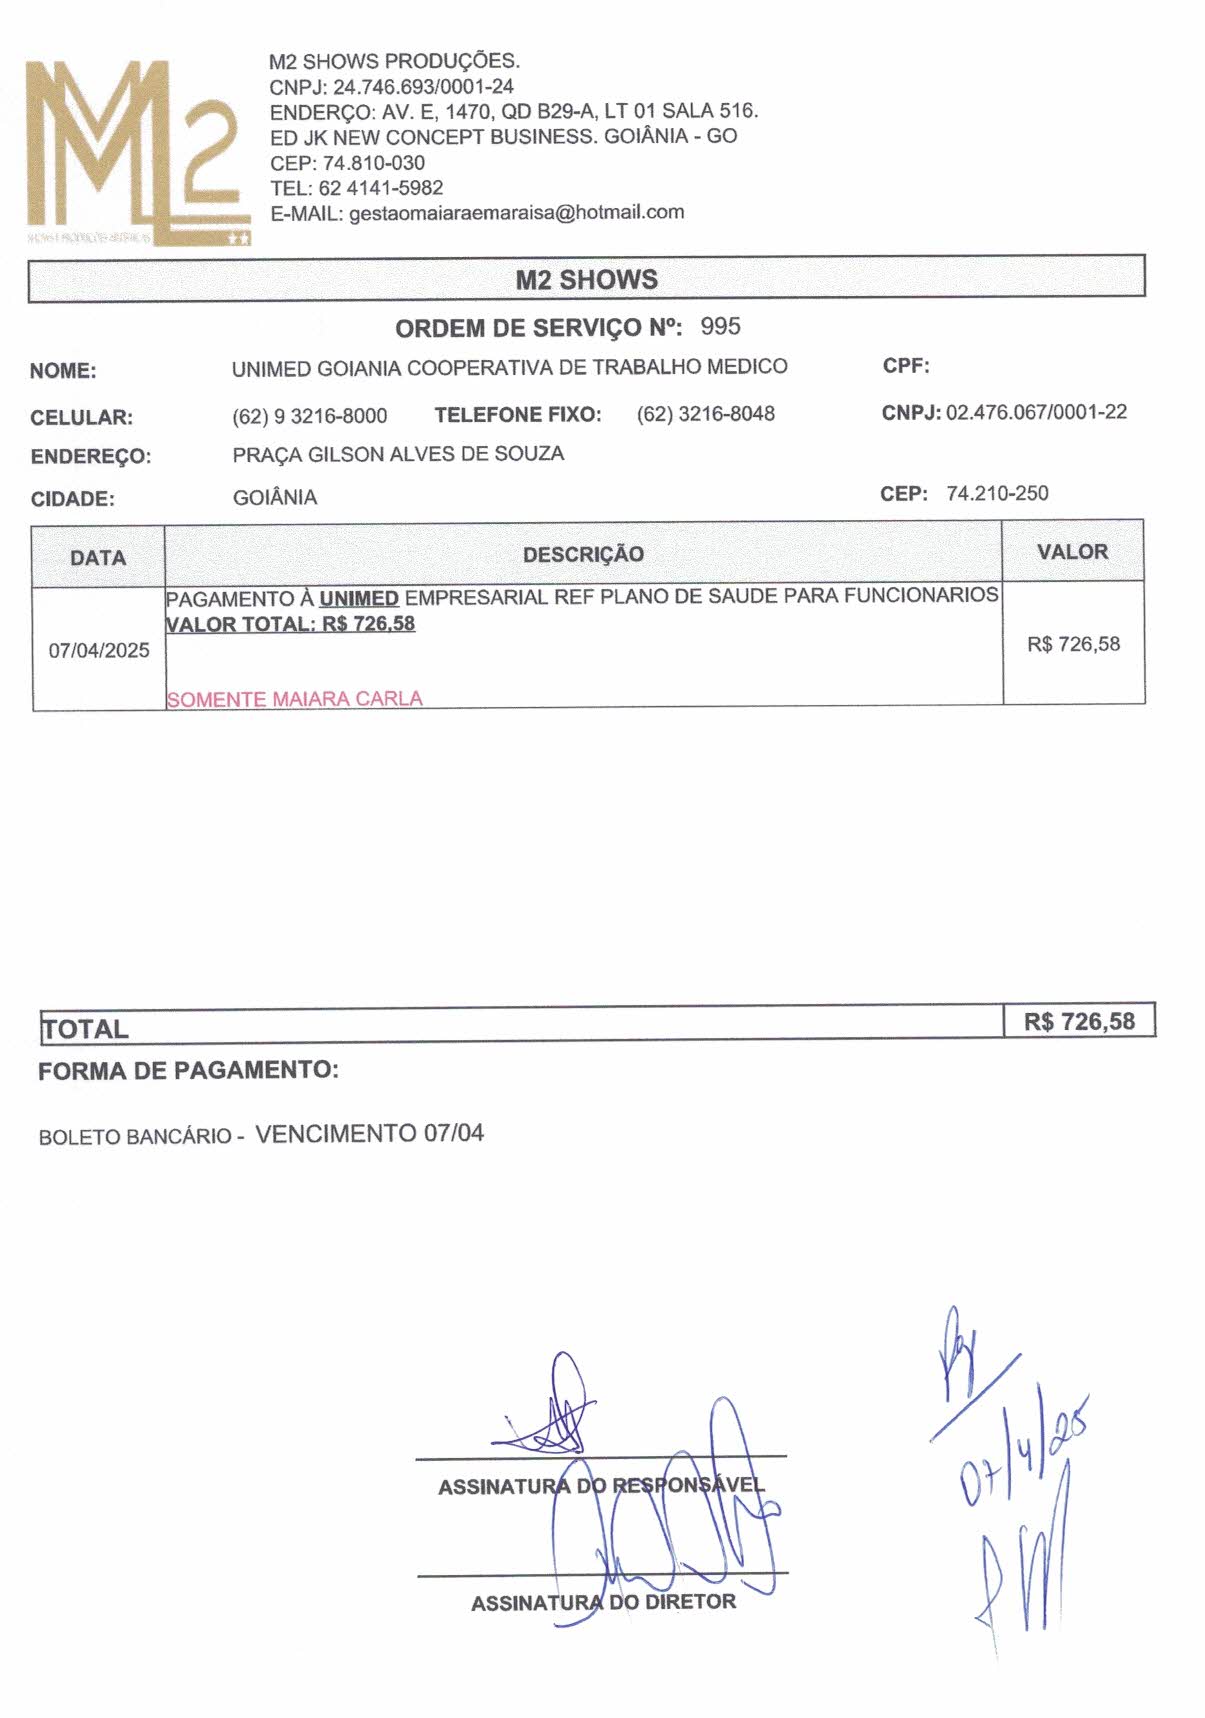 M2 SHOWS PRODUÇÕES.
CNPJ: 24.746.693/0001-24
ENDERÇO: AV. E, 1470, QD B29-A, LT 01 SALA 516.
ED JK NEW CONCEPT BUSINESS. GOIÂNIA - GO
CEP: 74.810-030
TEL: 62 4141-5982
E-MAIL: gestaomaiaraemaraisa@hotmail.com
M2
M2 SHOWS
ORDEM DE SERVIÇO Nº: 995
NOME: UNIMED GOIANIA COOPERATIVA DE TRABALHO MEDICO CPF:
CELULAR: (62) 9 3216-8000 TELEFONE FIXO: (62) 3216-8048 CNPJ: 02.476.067/0001-22
ENDEREÇO: PRAÇA GILSON ALVES DE SOUZA
CIDADE: GOIÂNIA CEP: 74.210-250
DATA DESCRIÇÃO VALOR
PAGAMENTO À UNIMED EMPRESARIAL REF PLANO DE SAUDE PARA FUNCIONARIOS
VALOR TOTAL: R$ 726,58
07/04/2025 R$ 726,58
SOMENTE MAIARA CARLA
TOTAL R$ 726,58
FORMA DE PAGAMENTO:
BOLETO BANCÁRIO - VENCIMENTO 07/04
07/4/25
ASSINATURA DO RESPONSÁVEL
ASSINATURA DO DIRETOR